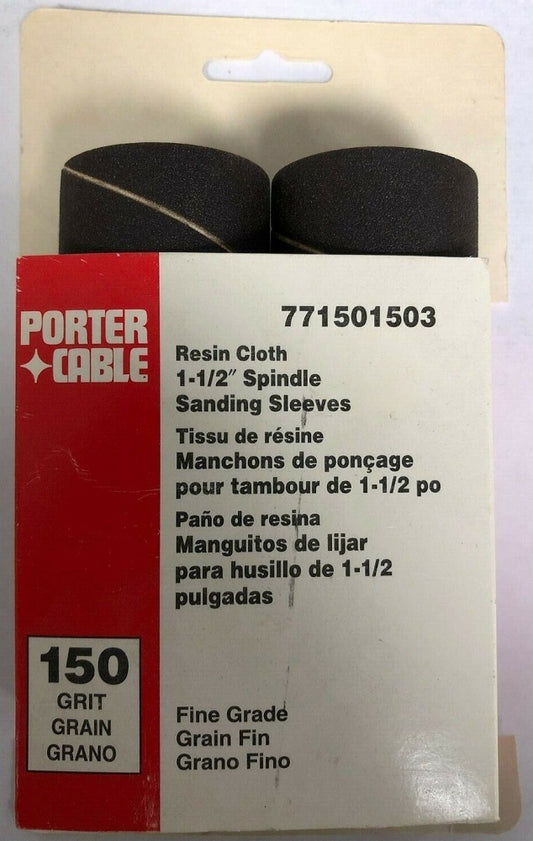 PORTER
CABLE
771501503
Resin Cloth
1-1/2" Spindle
Sanding Sleeves
Tissu de résine
Manchons de ponçage
pour tambour de 1-1/2 po
Paño de resina
Manguitos de lijar
para husillo de 1-1/2
pulgadas
150
GRIT
GRAIN
GRANO
Fine Grade
Grain Fin
Grano Fino